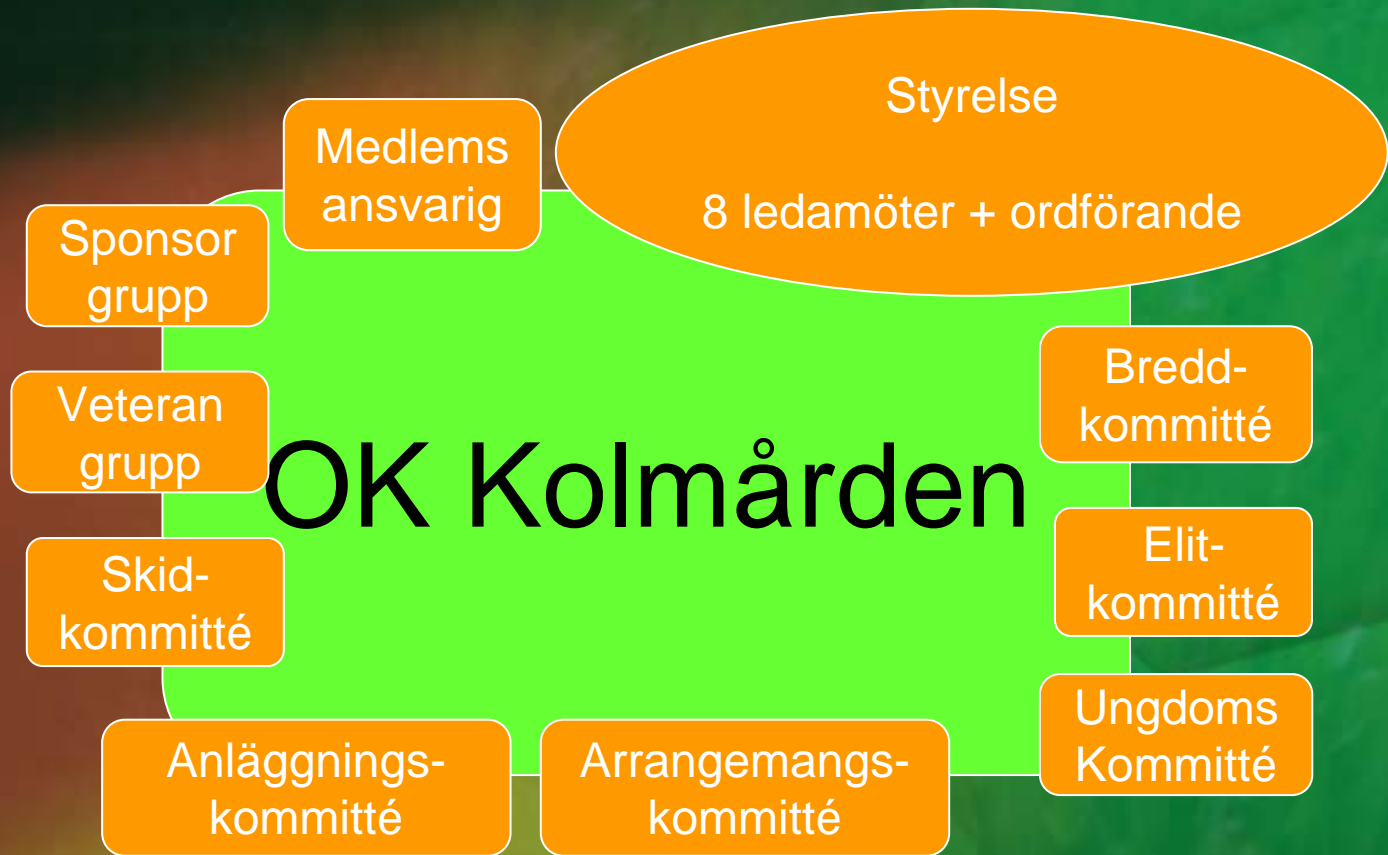 Styrelse
8 ledamöter + ordförande
Medlems
ansvarig
Sponsor
grupp
Veteran
grupp
Skid-
kommitté
OK Kolmården
Bredd-
kommitté
Elit-
kommitté
Ungdoms
Kommitté
Anläggnings-
kommitté
Arrangemangs-
kommitté